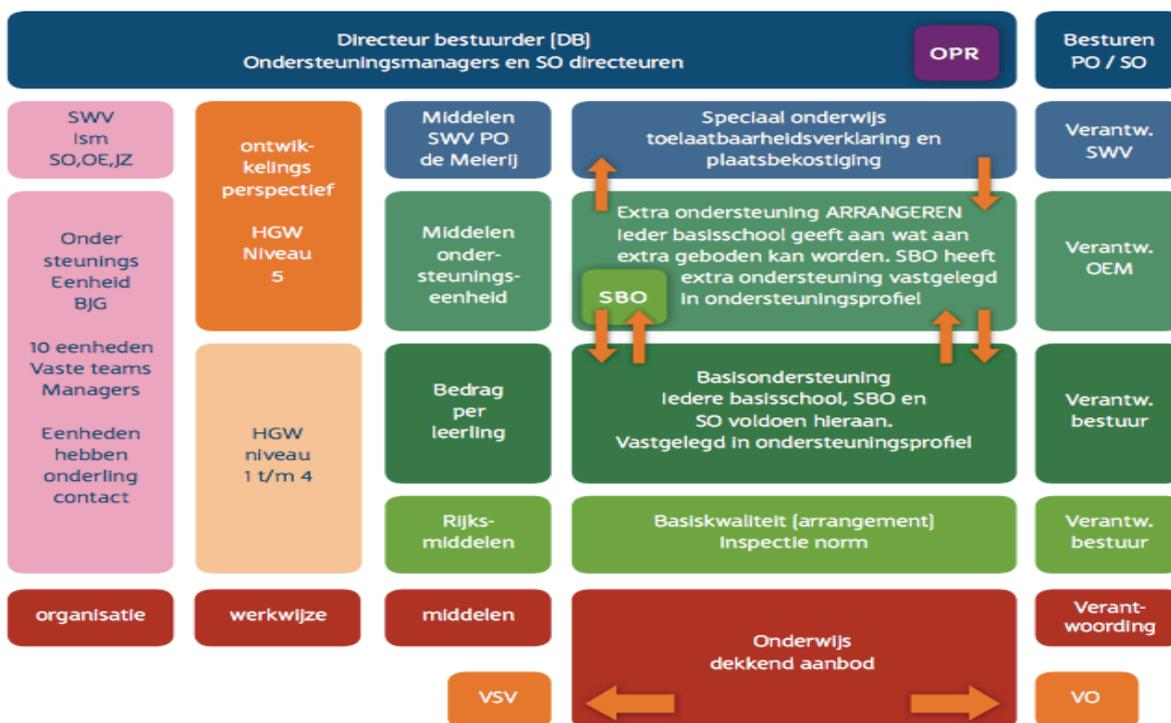 Directeur bestuurder (DB)
Ondersteuningsmanagers en SO directeuren
OPR
Besturen
PO / SO
SWV
Ism
SO,OE,JZ
ontwik-
kelings
perspectief
HGW
Niveau
5
Middelen
SWV PO
de Meierij
Speciaal onderwijs
toelaatbaarheidsverklaring en
plaatsbekostiging
Verantw.
SWV
Onder
steunings
Eenheid
BJG
10 eenheden
Vaste teams
Managers
Eenheden
hebben
onderling
contact
Middelen
onder-
steunings-
eenheid
Extra ondersteuning ARRANGEREN
Ieder basisschool geeft aan wat aan
extra geboden kan worden. SBO heeft
extra ondersteuning vastgelegd
in ondersteuningsprofiel
SBO
Verantw.
OEM
HGW
niveau
1 t/m 4
Bedrag
per
leerling
Basisondersteuning
Iedere basisschool, SBO en
SO voldoen hieraan.
Vastgelegd in ondersteuningsprofiel
Verantw.
bestuur
Rijks-
middelen
Basiskwaliteit (arrangement)
Inspectie norm
Verantw.
bestuur
organisatie
werkwijze
middelen
Onderwijs
dekkend aanbod
Verant-
woording
VSV
VO